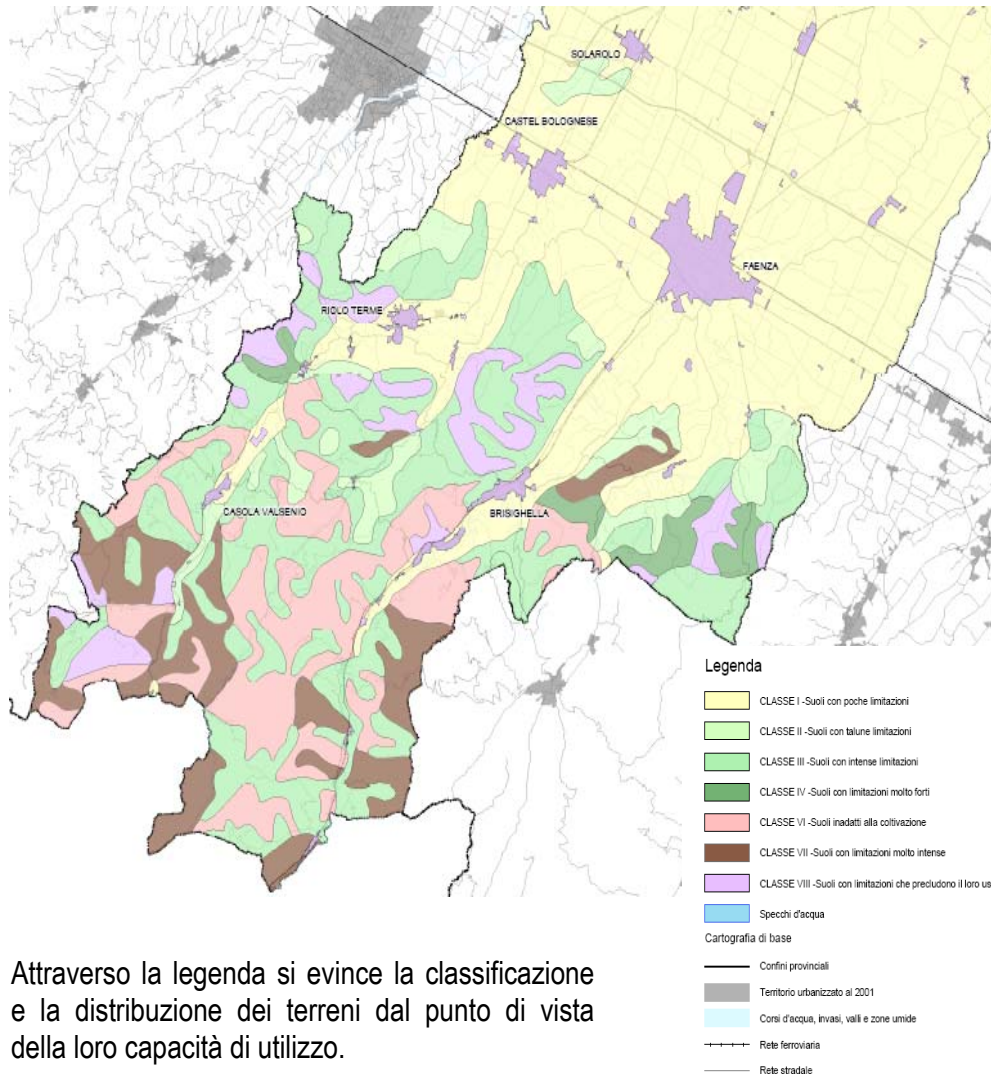 SOLAROLO
CASTEL BOLOGNESE
FAENZA
RIOLO TERME
CASOLA VALSENIO
BRISIGHELLA
Legenda
CLASSE I -Suoli con poche limitazioni
CLASSE II -Suoli con talune limitazioni
CLASSE III -Suoli con intense limitazioni
CLASSE IV -Suoli con limitazioni molto forti
CLASSE VI -Suoli inadatti alla coltivazione
CLASSE VII -Suoli con limitazioni molto intense
CLASSE VIII -Suoli con limitazioni che precludono il loro us
Specchi d'acqua
Cartografia di base
Confini provinciali
Territorio urbanizzato al 2001
Corsi d'acqua, invasi, valli e zone umide
Rete ferroviaria
Rete stradale
Attraverso la legenda si evince la classificazione
e la distribuzione dei terreni dal punto di vista
della loro capacità di utilizzo.